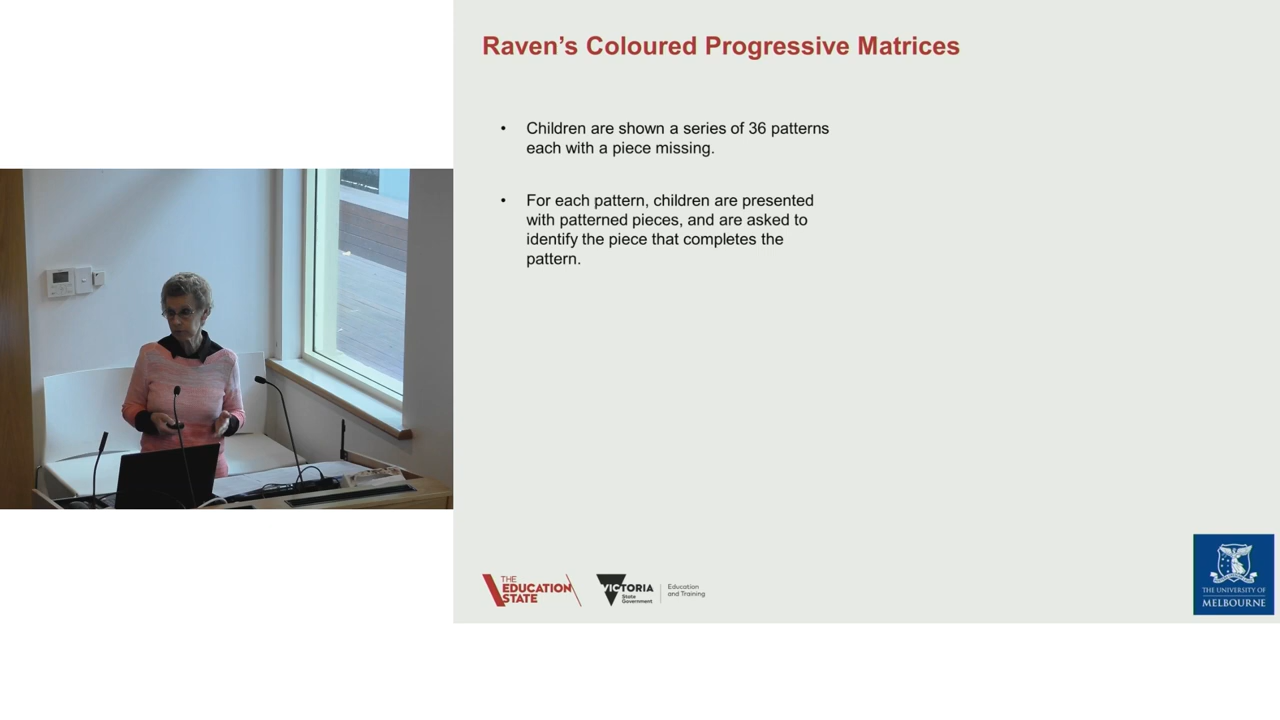 Raven’s Coloured Progressive Matrices
• Children are shown a series of 36 patterns
each with a piece missing.
• For each pattern, children are presented
with patterned pieces, and are asked to
identify the piece that completes the
pattern.
THE
EDUCATION
STATE
VICTORIA
State
Government
Education
and Training
THE UNIVERSITY OF
MELBOURNE